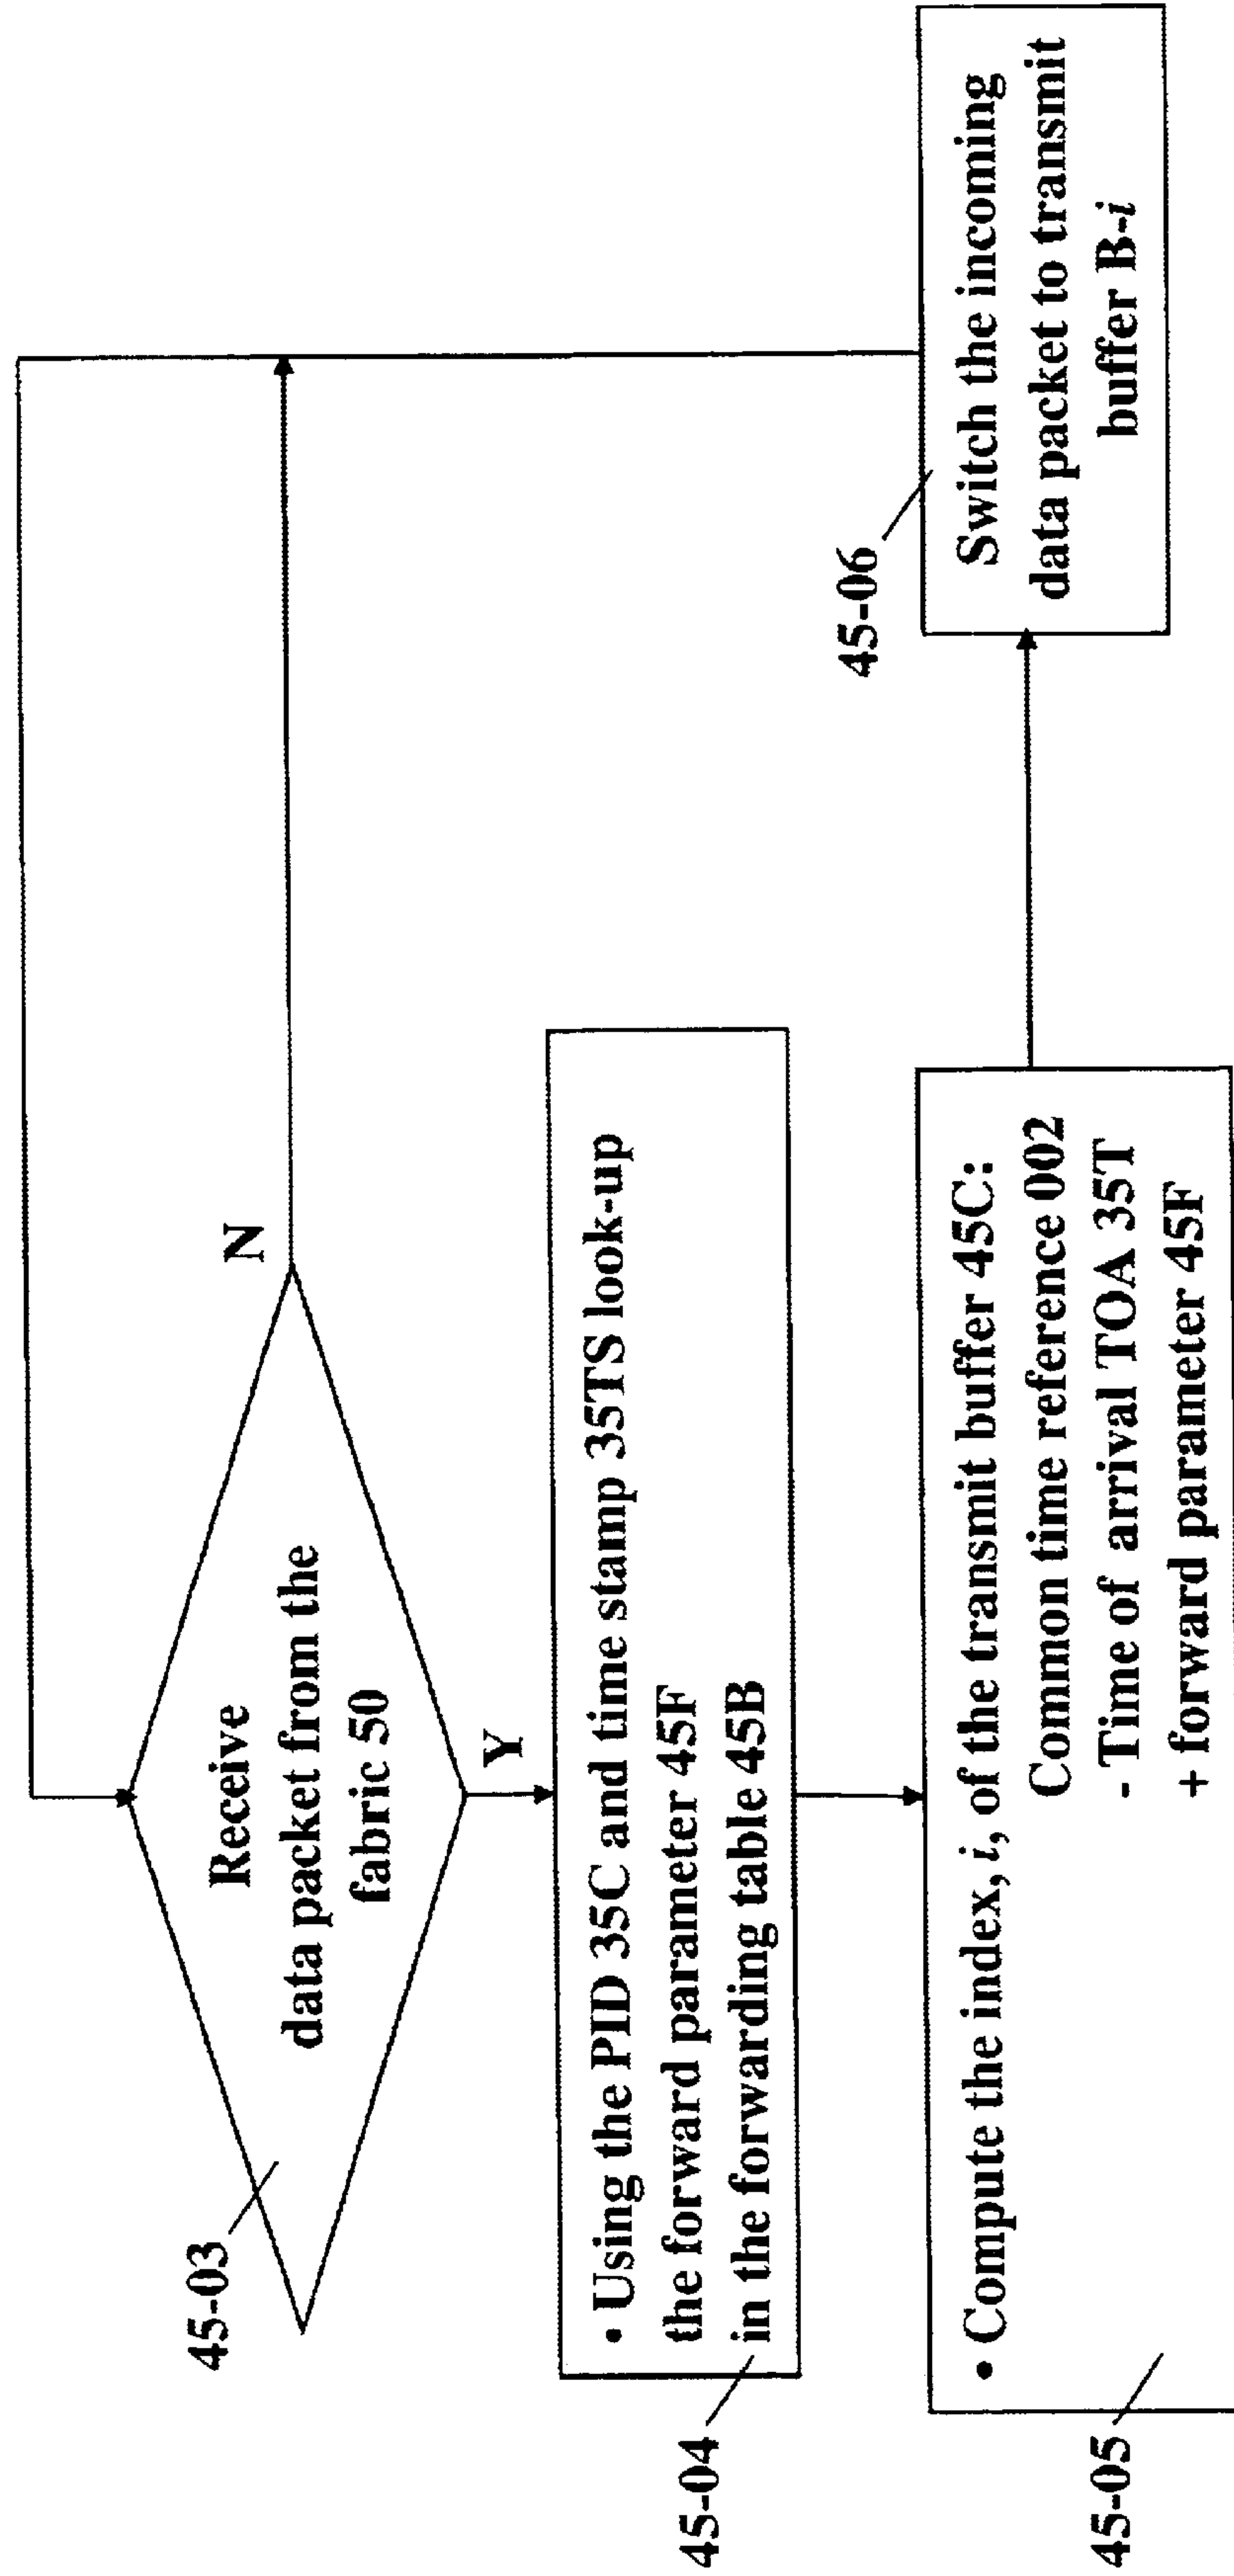 45-03
Receive
data packet from the
fabric 50
N
Y
45-04
• Using the PID 35C and time stamp 35TS look-up
the forward parameter 45F
in the forwarding table 45B
45-05
• Compute the index, i, of the transmit buffer 45C:
Common time reference 002
- Time of arrival TOA 35T
+ forward parameter 45F
45-06
Switch the incoming
data packet to transmit
buffer B-i